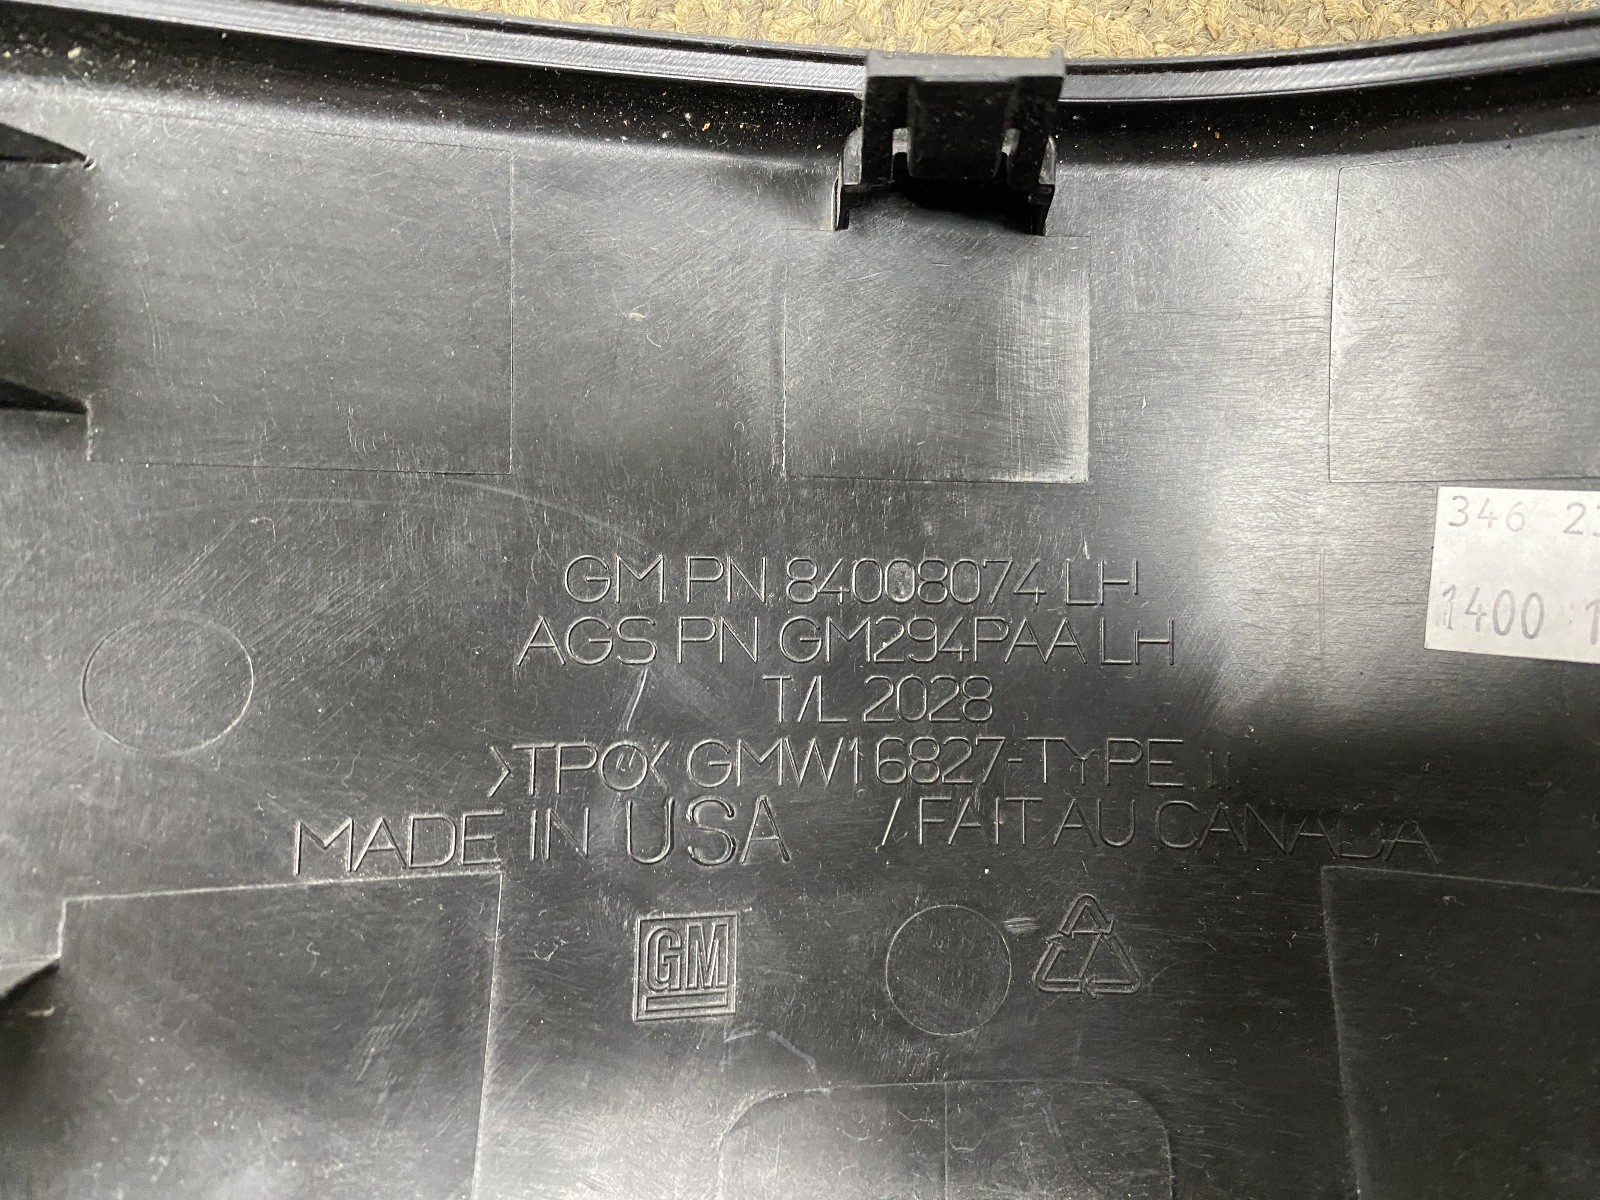 GM PN 84008074 LH
AGS PN GM294PAA LH
T/L 2028
>TPO< GMW16827-TYPE II
MADE IN USA / FAIT AU CANADA
GM
346 23
1400 1